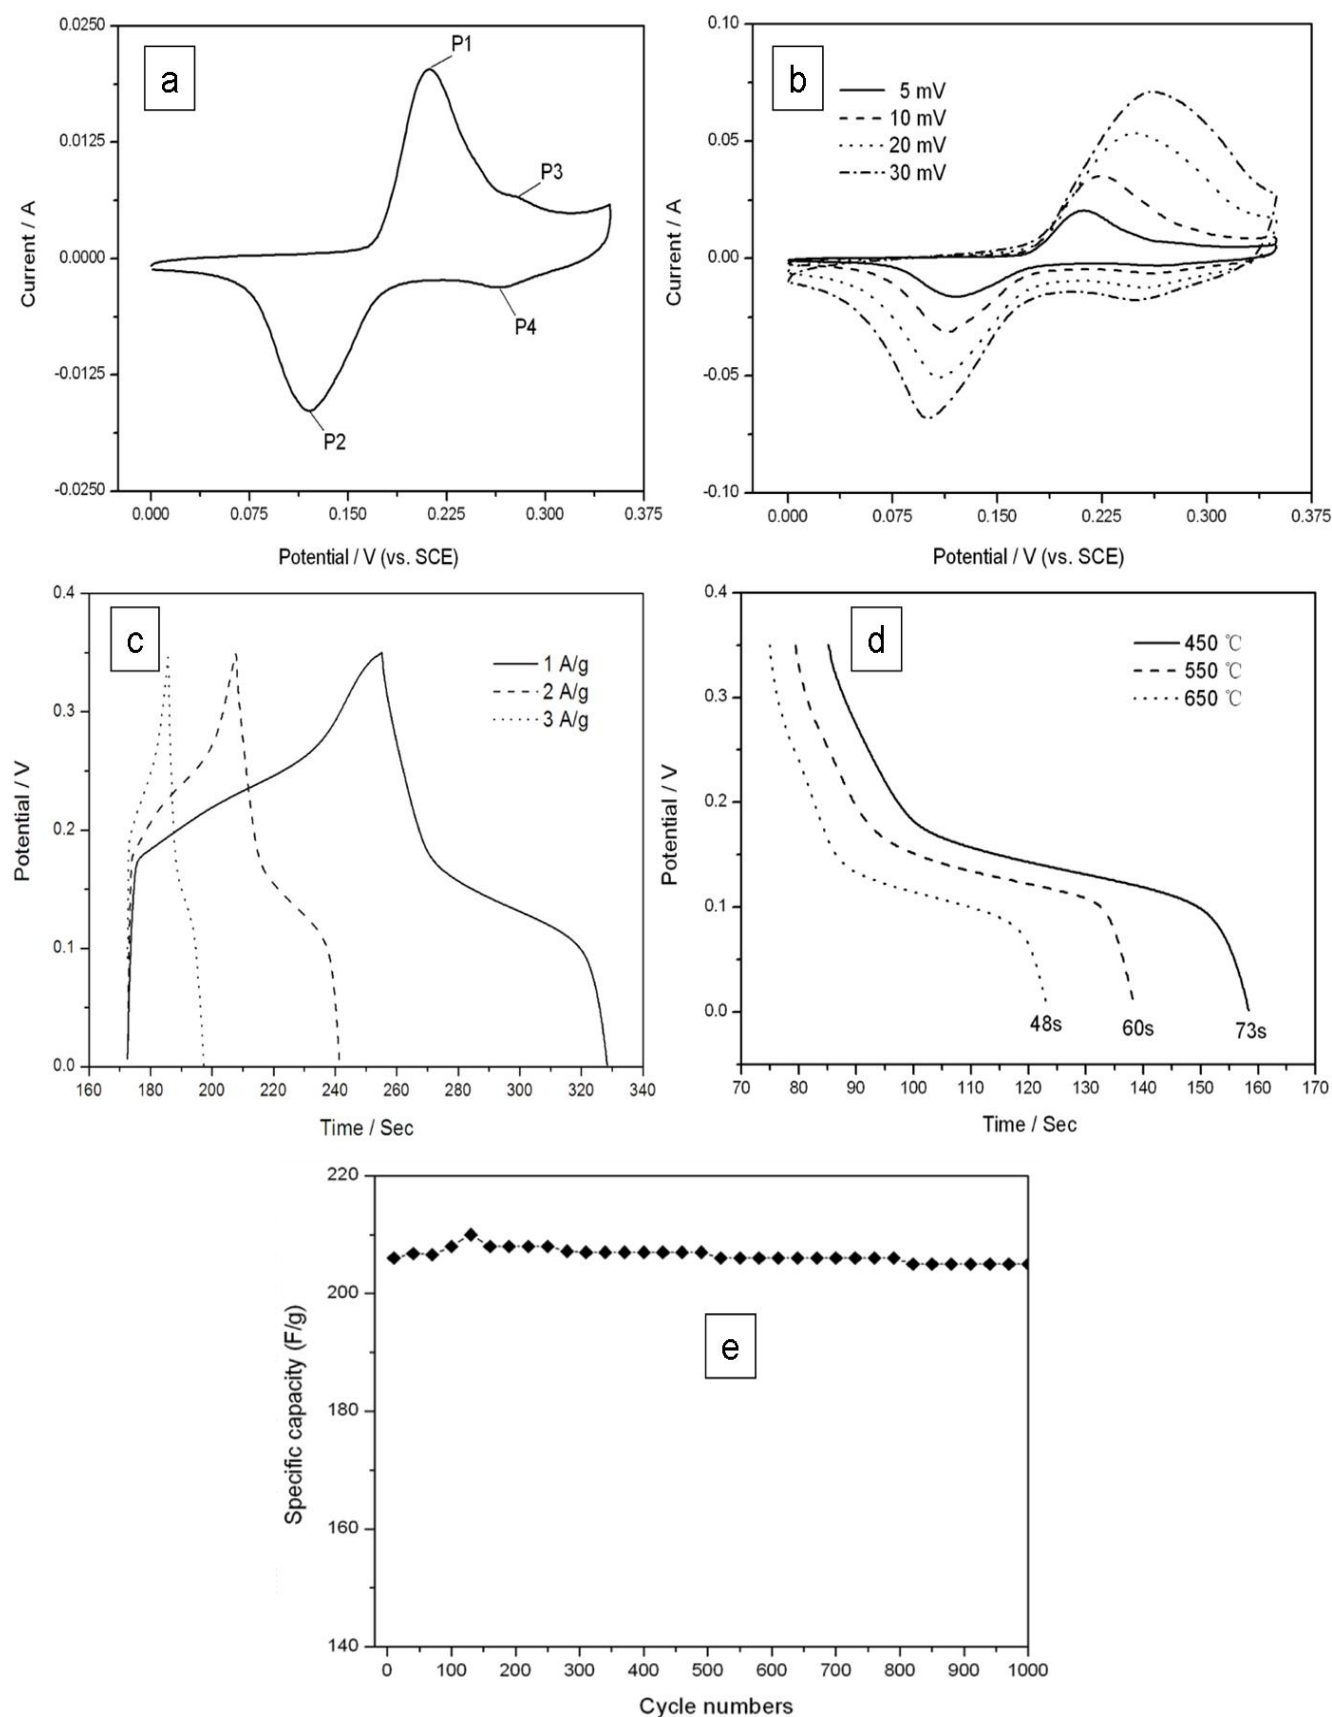 a
P1
P3
P4
P2
0.0250
0.0125
0.0000
-0.0125
-0.0250
Current / A
0.000 0.075 0.150 0.225 0.300 0.375
Potential / V (vs. SCE)
b
5 mV
10 mV
20 mV
30 mV
0.10
0.05
0.00
-0.05
-0.10
Current / A
0.000 0.075 0.150 0.225 0.300 0.375
Potential / V (vs. SCE)
c
1 A/g
2 A/g
3 A/g
0.4
0.3
0.2
0.1
0.0
Potential / V
160 180 200 220 240 260 280 300 320 340
Time / Sec
d
450 ℃
550 ℃
650 ℃
0.4
0.3
0.2
0.1
0.0
Potential / V
48s 60s 73s
70 80 90 100 110 120 130 140 150 160 170
Time / Sec
220
200
180
160
140
Specific capacity (F/g)
e
0 100 200 300 400 500 600 700 800 900 1000
Cycle numbers